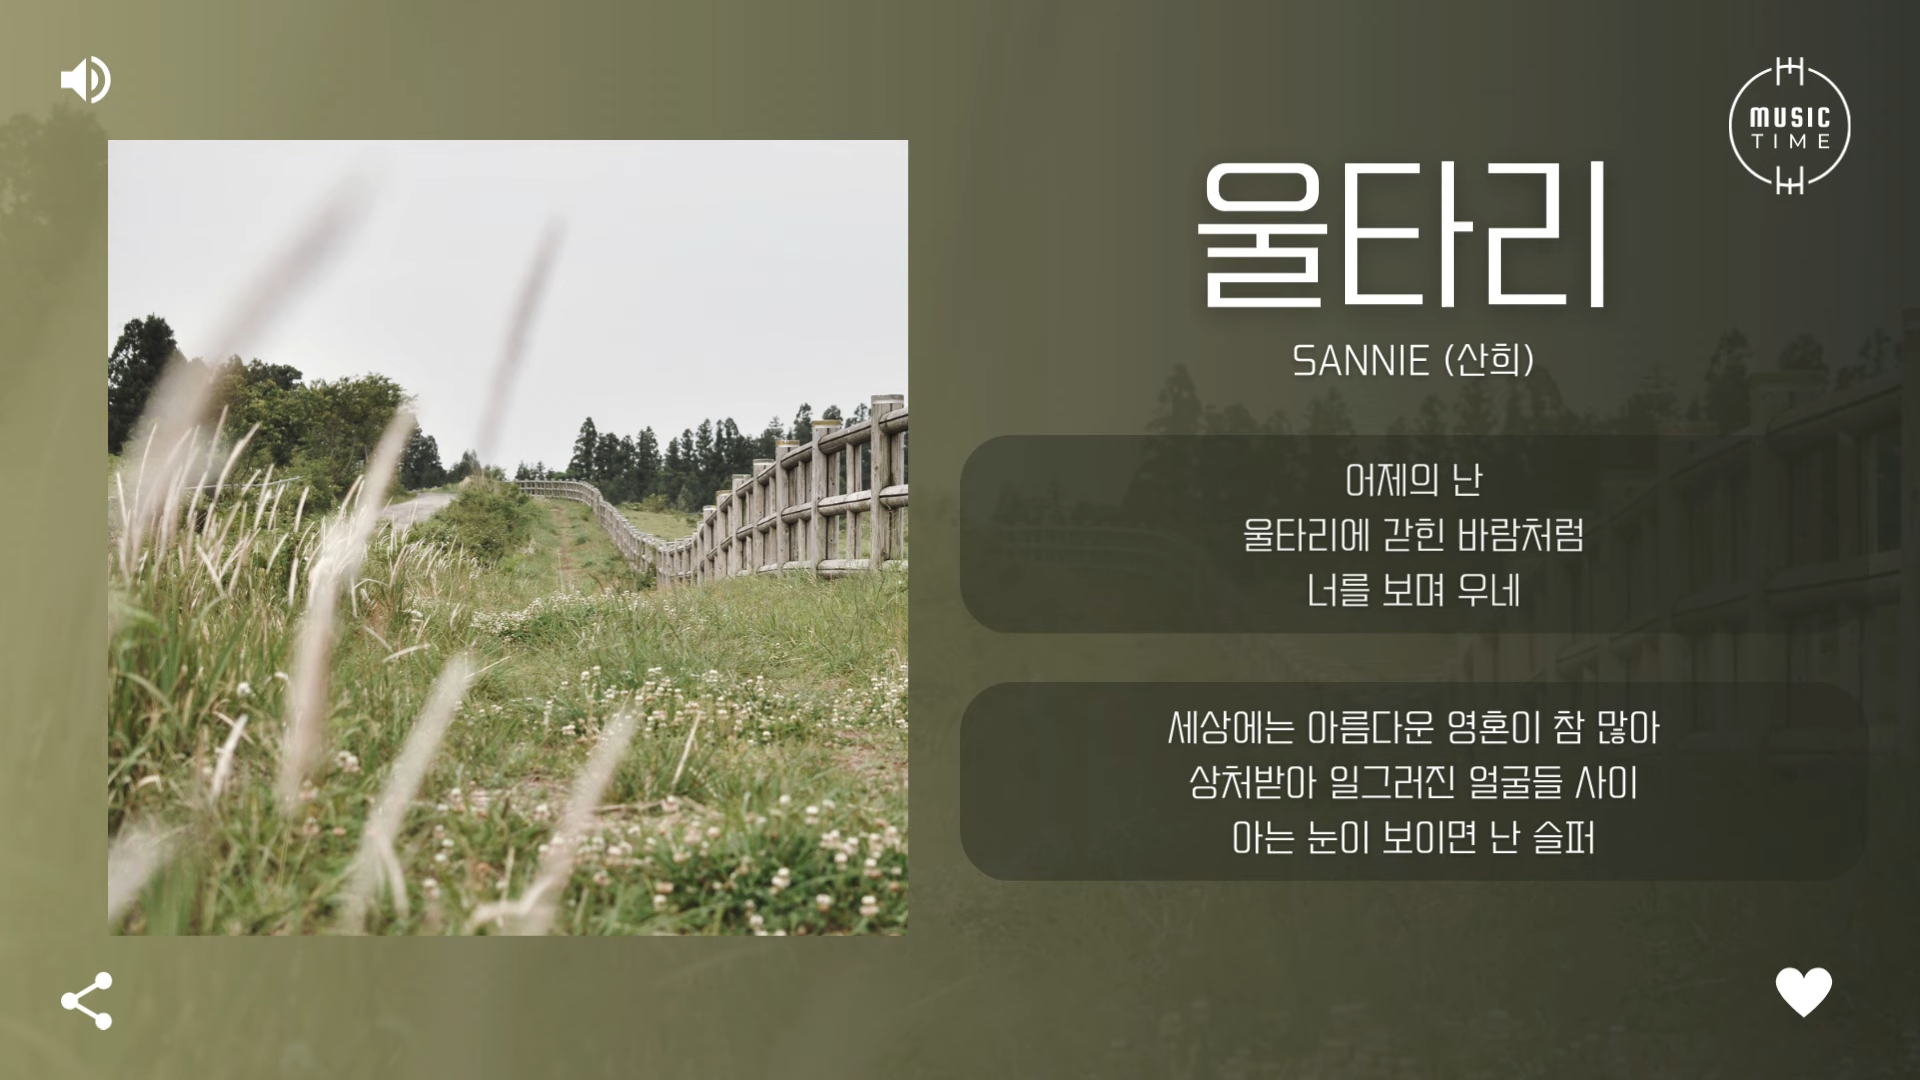 MUSIC
TIME
울타리
SANNIE (산희)
어제의 난
울타리에 갇힌 바람처럼
너를 보며 우네
세상에는 아름다운 영혼이 참 많아
상처받아 일그러진 얼굴들 사이
아는 눈이 보이면 난 슬퍼